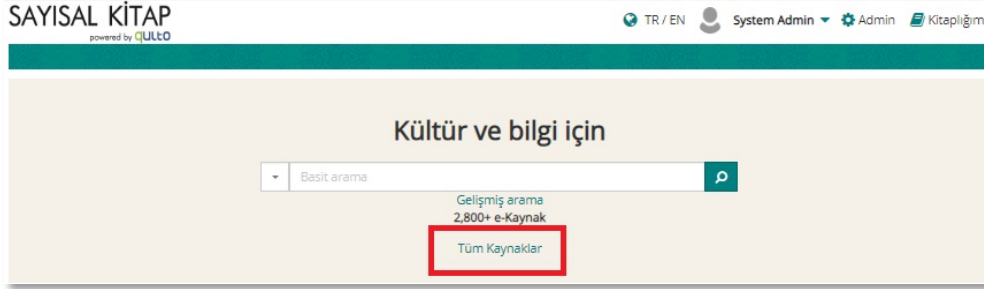 SAYISAL KİTAP
powered by qulto
TR / EN System Admin Admin Kitaplığım
Kültür ve bilgi için
Basit arama
Gelişmiş arama
2,800+ e-Kaynak
Tüm Kaynaklar